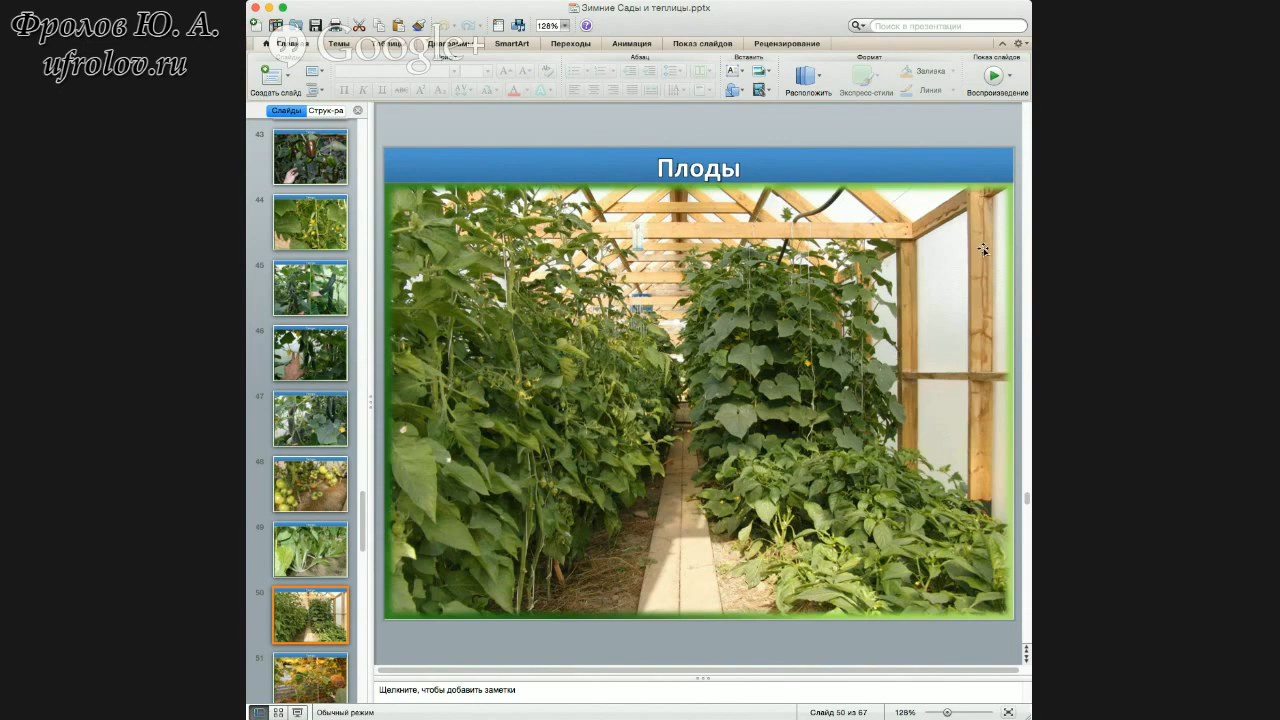 Фролов Ю. А.
ufrolov.ru
Зимние Сады и теплицы.pptx
128%
Поиск в презентации
Google+
Главная
Темы
Таблицы
Диаграммы
SmartArt
Переходы
Анимация
Показ слайдов
Рецензирование
Абзац
Вставить
Формат
Показ слайдов
Создать слайд
Расположить
Экспресс-стили
Заливка
Линия
Воспроизведение
Слайды
Струк-ра
43
44
45
46
47
48
49
50
51
Плоды
Щелкните, чтобы добавить заметки
Обычный режим
Слайд 50 из 67
128%